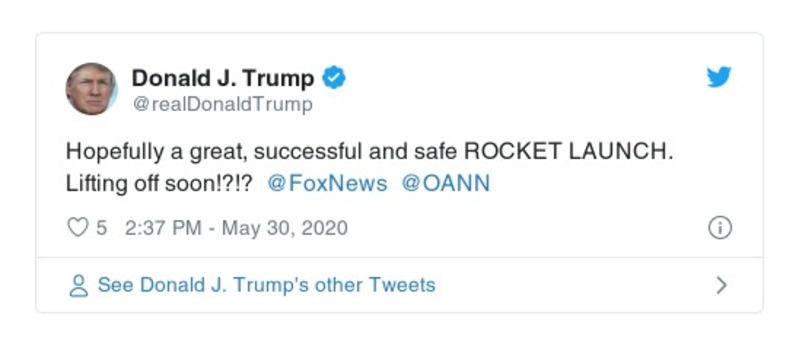 Donald J. Trump
@realDonaldTrump
Hopefully a great, successful and safe ROCKET LAUNCH.
Lifting off soon!?!? @FoxNews @OANN
5 2:37 PM - May 30, 2020
See Donald J. Trump's other Tweets